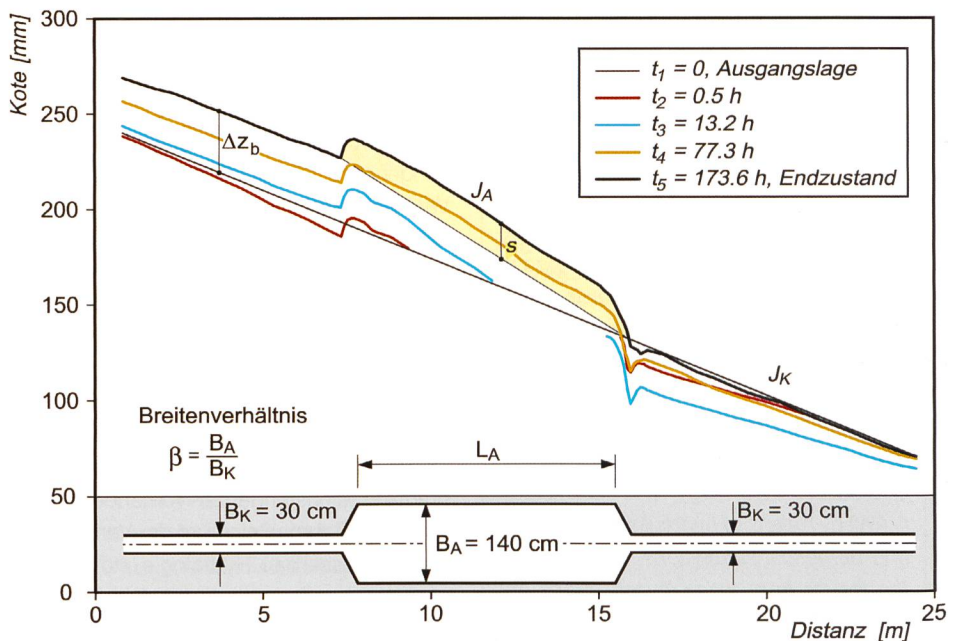 Kote [mm]
300
250
200
150
100
50
0
t1 = 0, Ausgangslage
t2 = 0.5 h
t3 = 13.2 h
t4 = 77.3 h
t5 = 173.6 h, Endzustand
Δzb
JA
s
JK
Breitenverhältnis
β = BA / BK
LA
BK = 30 cm
BA = 140 cm
BK = 30 cm
0
5
10
15
20
25
Distanz [m]